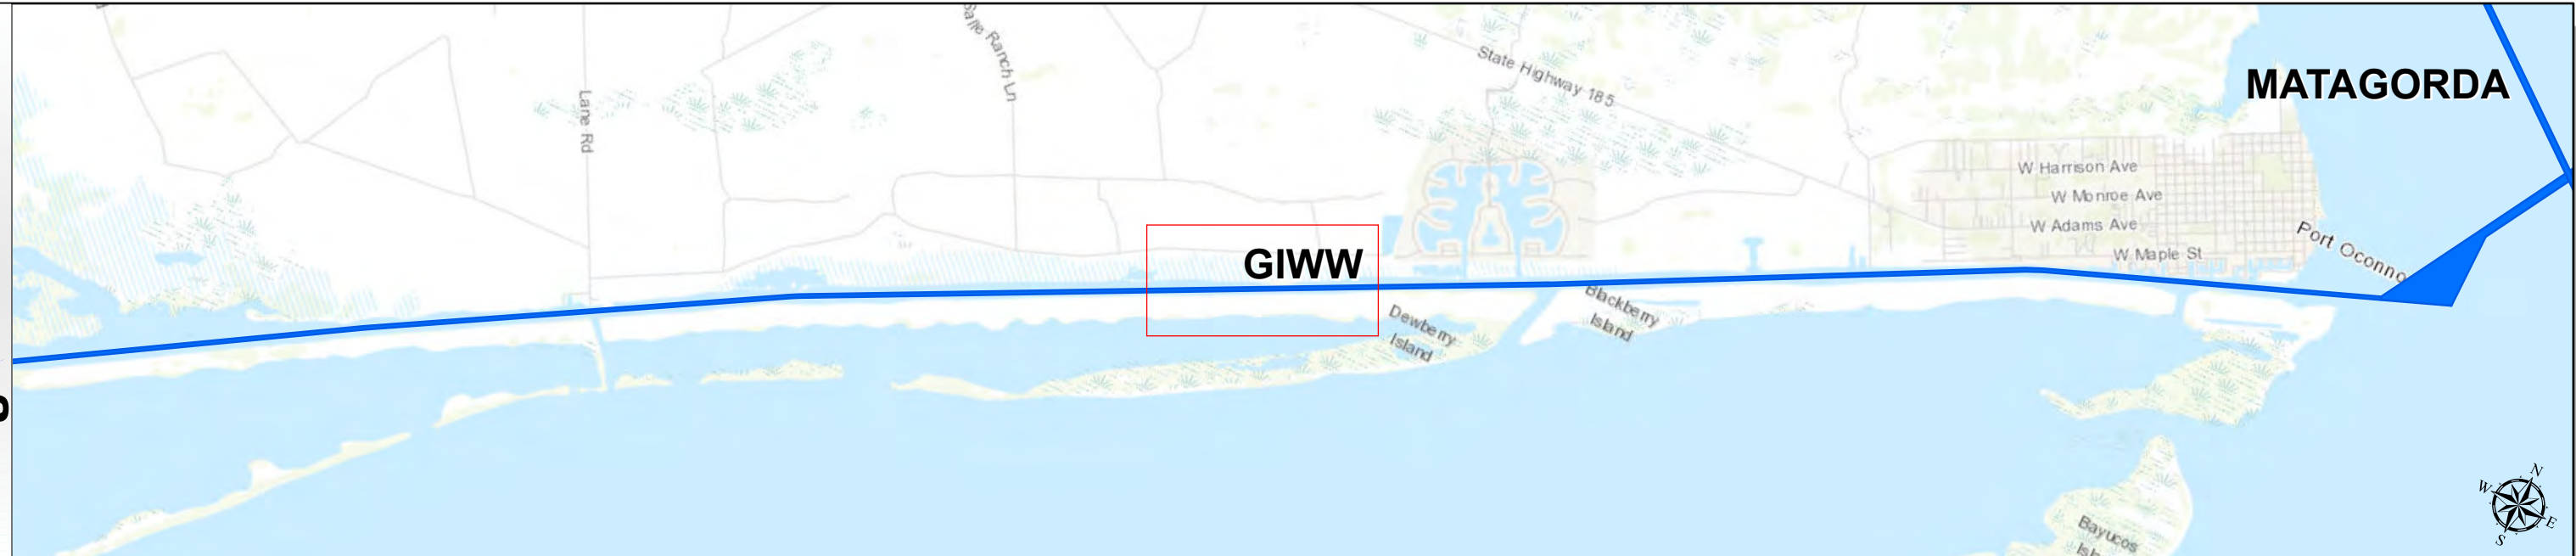 Ranch Ln
Lane Rd
State Highway 185
MATAGORDA
W Harrison Ave
W Monroe Ave
W Adams Ave
W Maple St
Port Oconno
GIWW
Dewberry
Island
Blackberry
Island
Bayucos
N
W
E
S